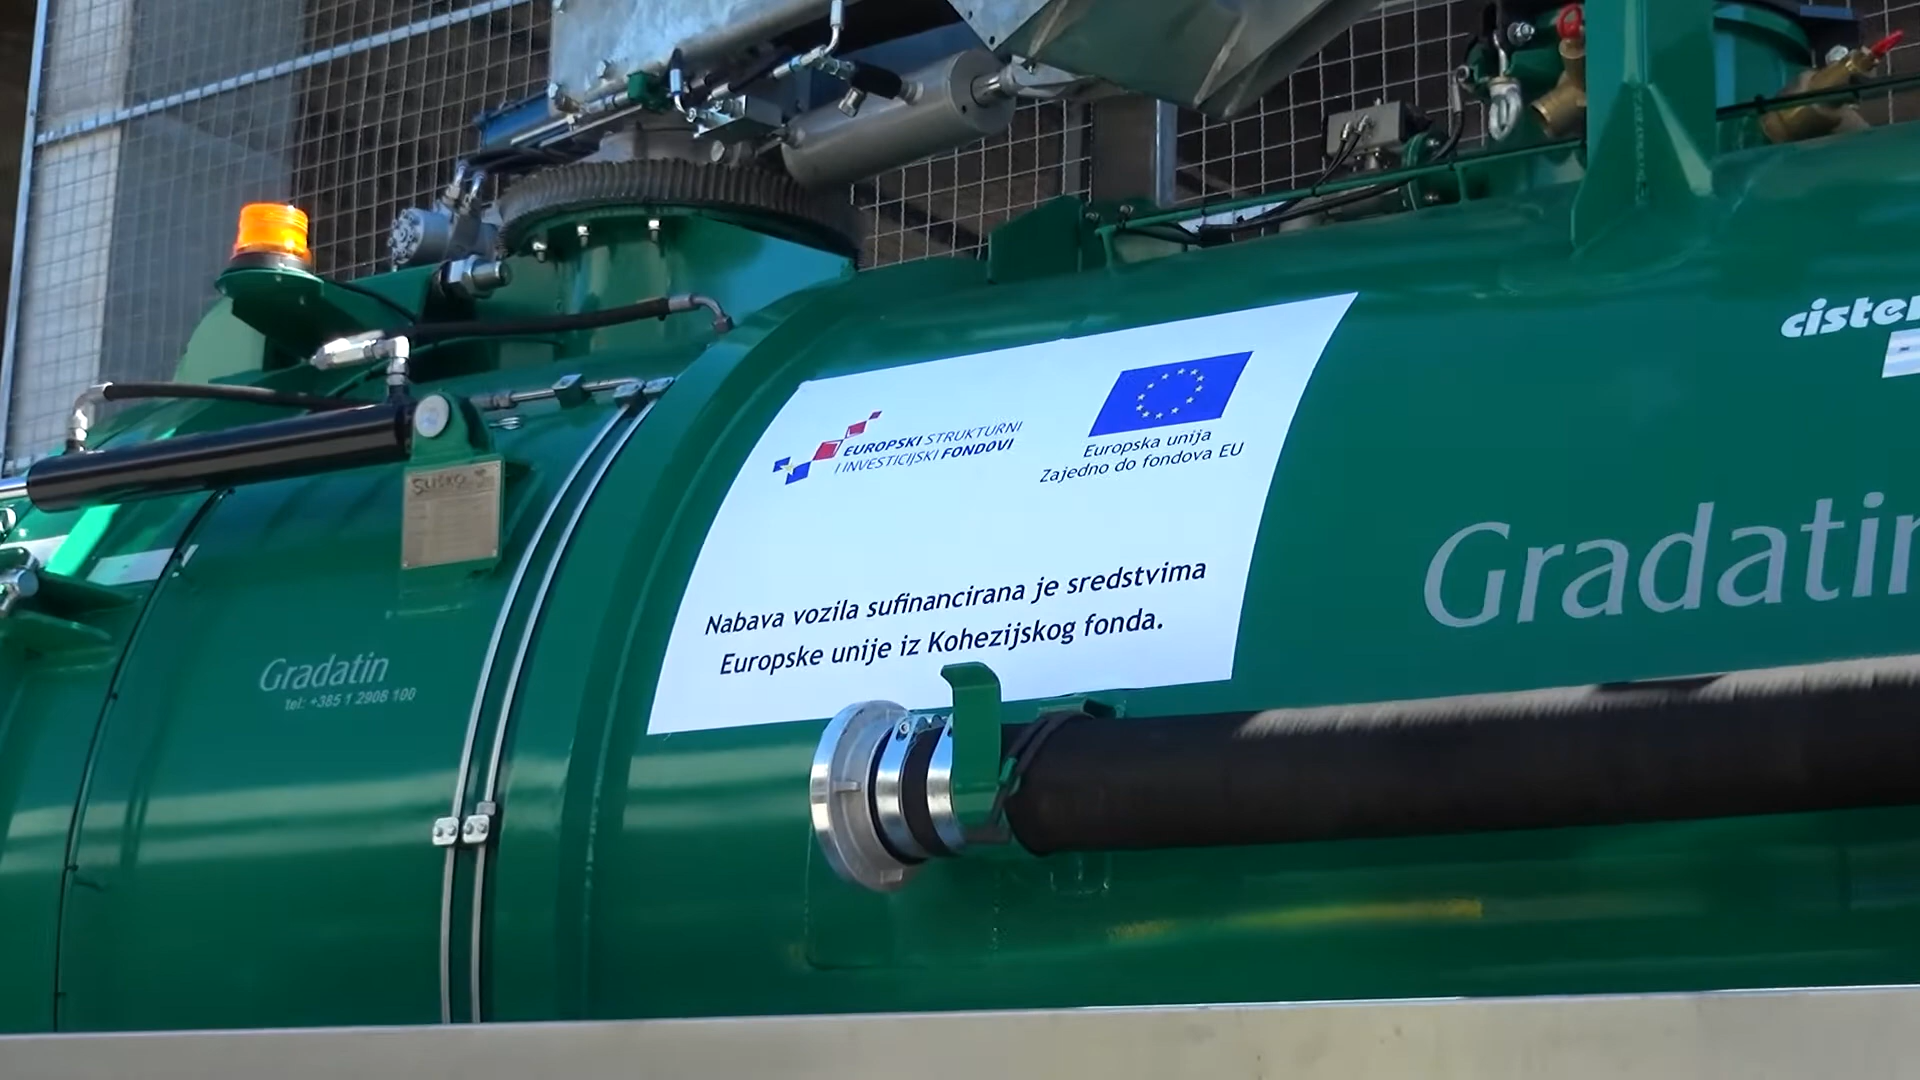 EUROPSKI STRUKTURNI
I INVESTICIJSKI FONDOVI
Europska unija
Zajedno do fondova EU
Nabava vozila sufinancirana je sredstvima
Europske unije iz Kohezijskog fonda.
Gradatin
tel: +385 1 2908 100
Gradatin
cister